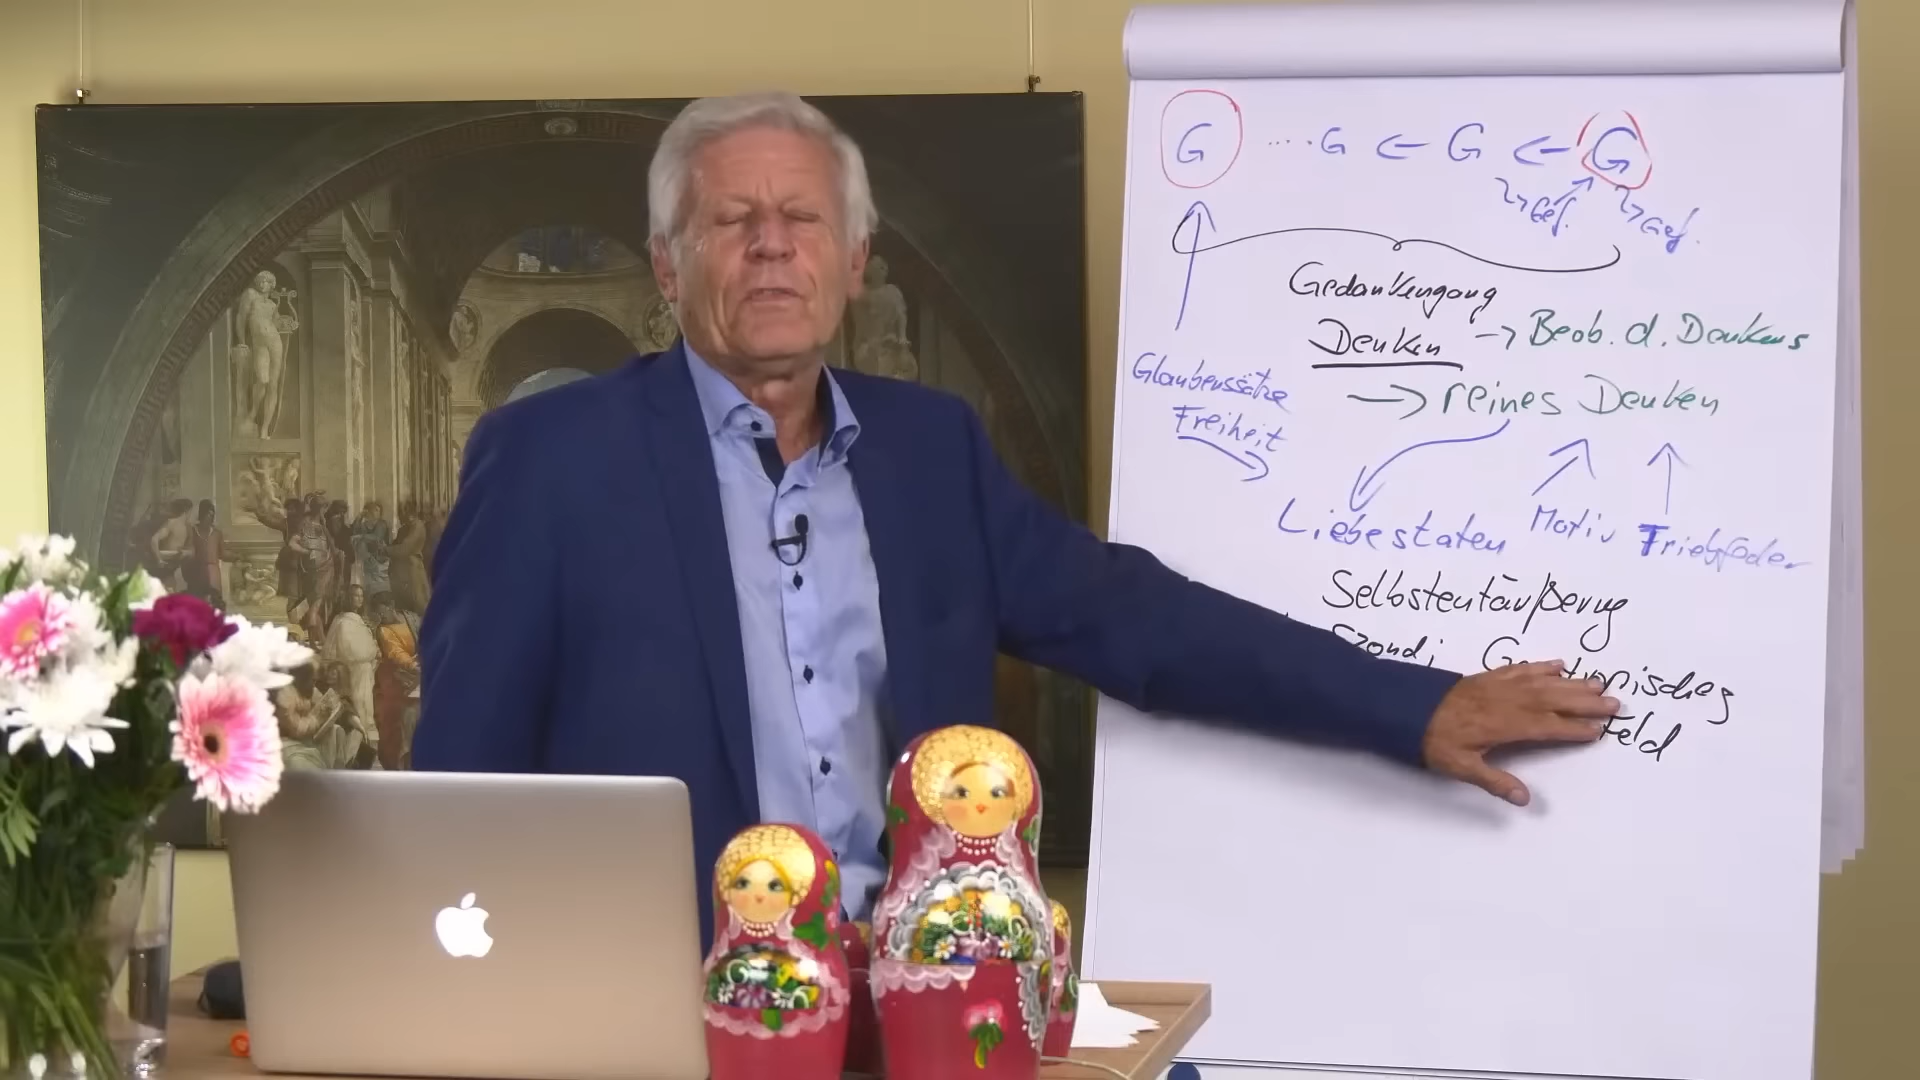 G ....G ← G ← G
Gef. Gef.
Gedankengang
Denken → Beob. d. Denkens
→ reines Denken
Glaubenssätze
Freiheit
Liebestaten Motiv Triebfeder
Selbstentäußerung
Szondi
Feld